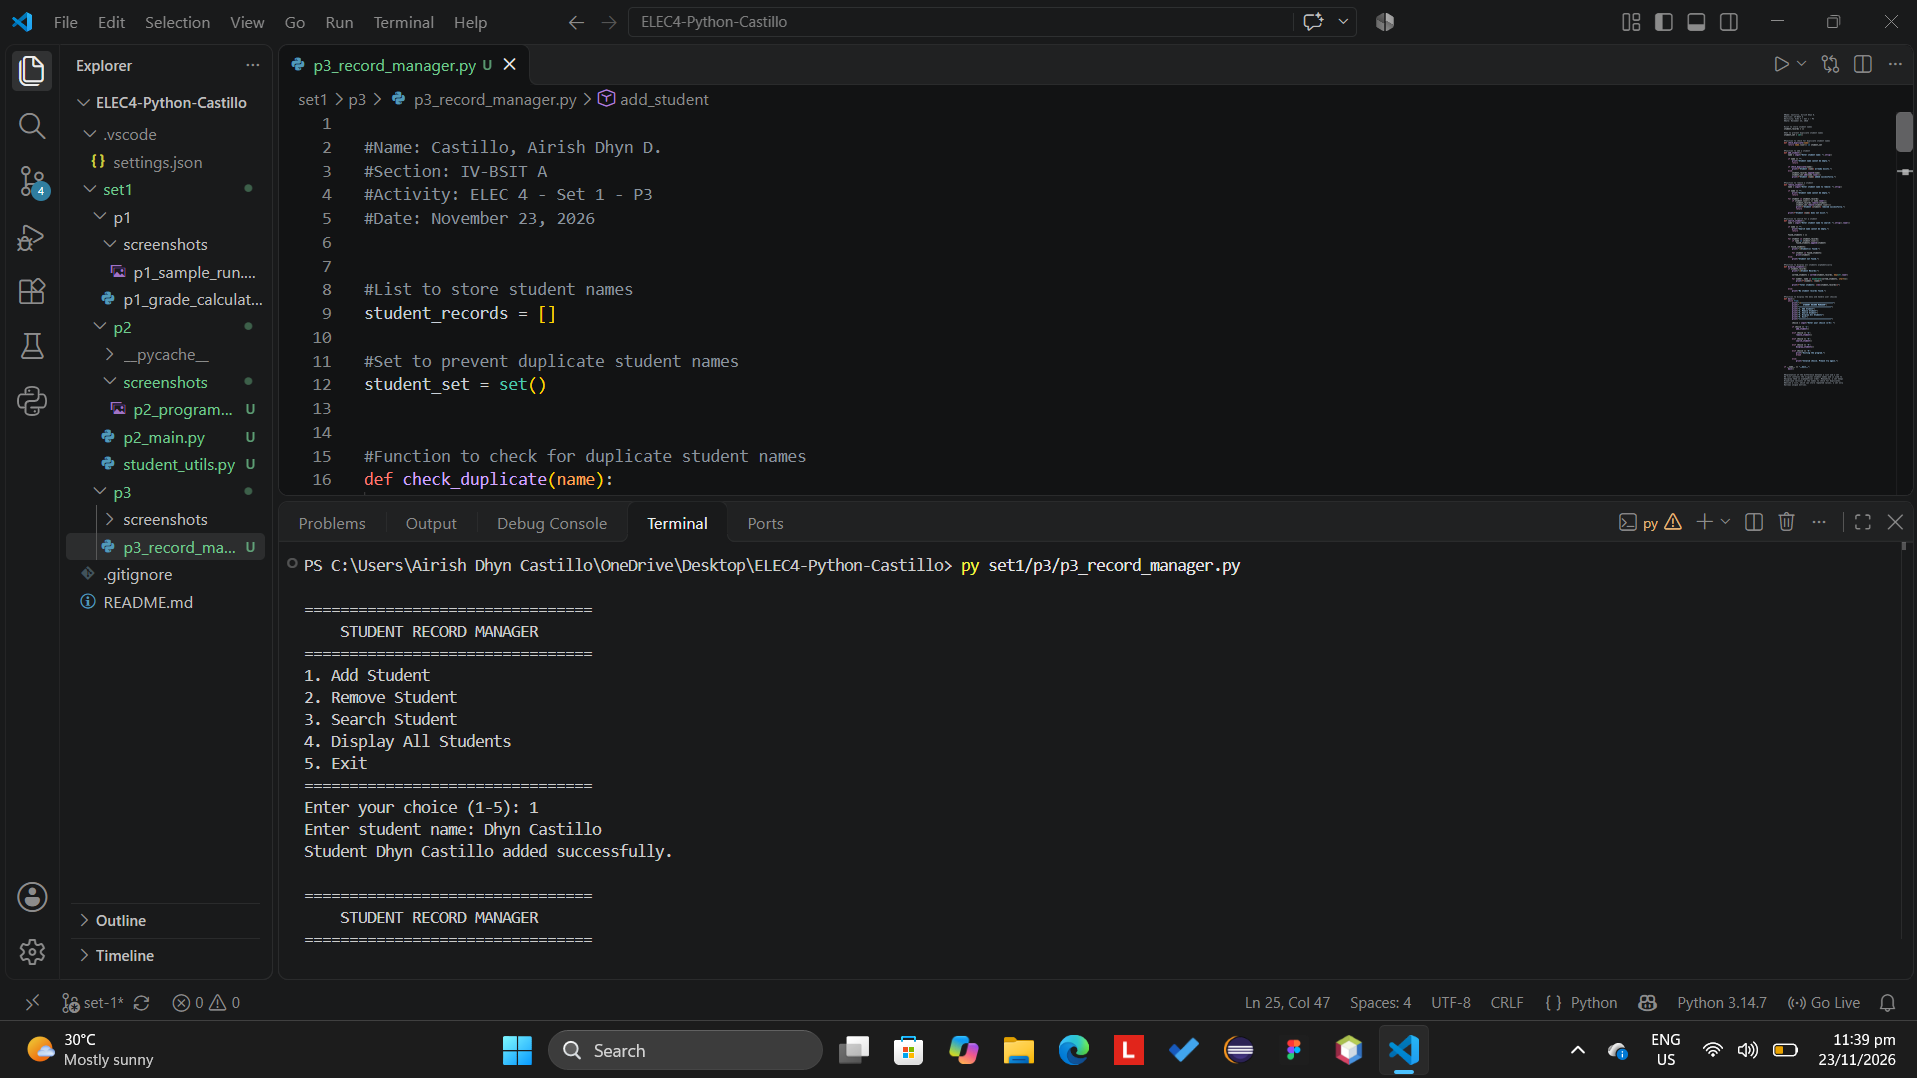 File Edit Selection View Go Run Terminal Help
ELEC4-Python-Castillo
Explorer
ELEC4-Python-Castillo
.vscode
settings.json
set1
p1
screenshots
p1_sample_run....
p1_grade_calculat...
p2
__pycache__
screenshots
p2_program... U
p2_main.py U
student_utils.py U
p3
screenshots
p3_record_ma... U
.gitignore
README.md
Outline
Timeline
4
p3_record_manager.py U
set1 > p3 > p3_record_manager.py > add_student
1
2 #Name: Castillo, Airish Dhyn D.
3 #Section: IV-BSIT A
4 #Activity: ELEC 4 - Set 1 - P3
5 #Date: November 23, 2026
6
7
8 #List to store student names
9 student_records = []
10
11 #Set to prevent duplicate student names
12 student_set = set()
13
14
15 #Function to check for duplicate student names
16 def check_duplicate(name):
Problems Output Debug Console Terminal Ports
py
PS C:\Users\Airish Dhyn Castillo\OneDrive\Desktop\ELEC4-Python-Castillo> py set1/p3/p3_record_manager.py
================================
STUDENT RECORD MANAGER
================================
1. Add Student
2. Remove Student
3. Search Student
4. Display All Students
5. Exit
================================
Enter your choice (1-5): 1
Enter student name: Dhyn Castillo
Student Dhyn Castillo added successfully.
================================
STUDENT RECORD MANAGER
================================
set-1* 0 0
Ln 25, Col 47 Spaces: 4 UTF-8 CRLF { } Python Python 3.14.7 Go Live
30°C
Mostly sunny
Search
L
ENG
US
11:39 pm
23/11/2026